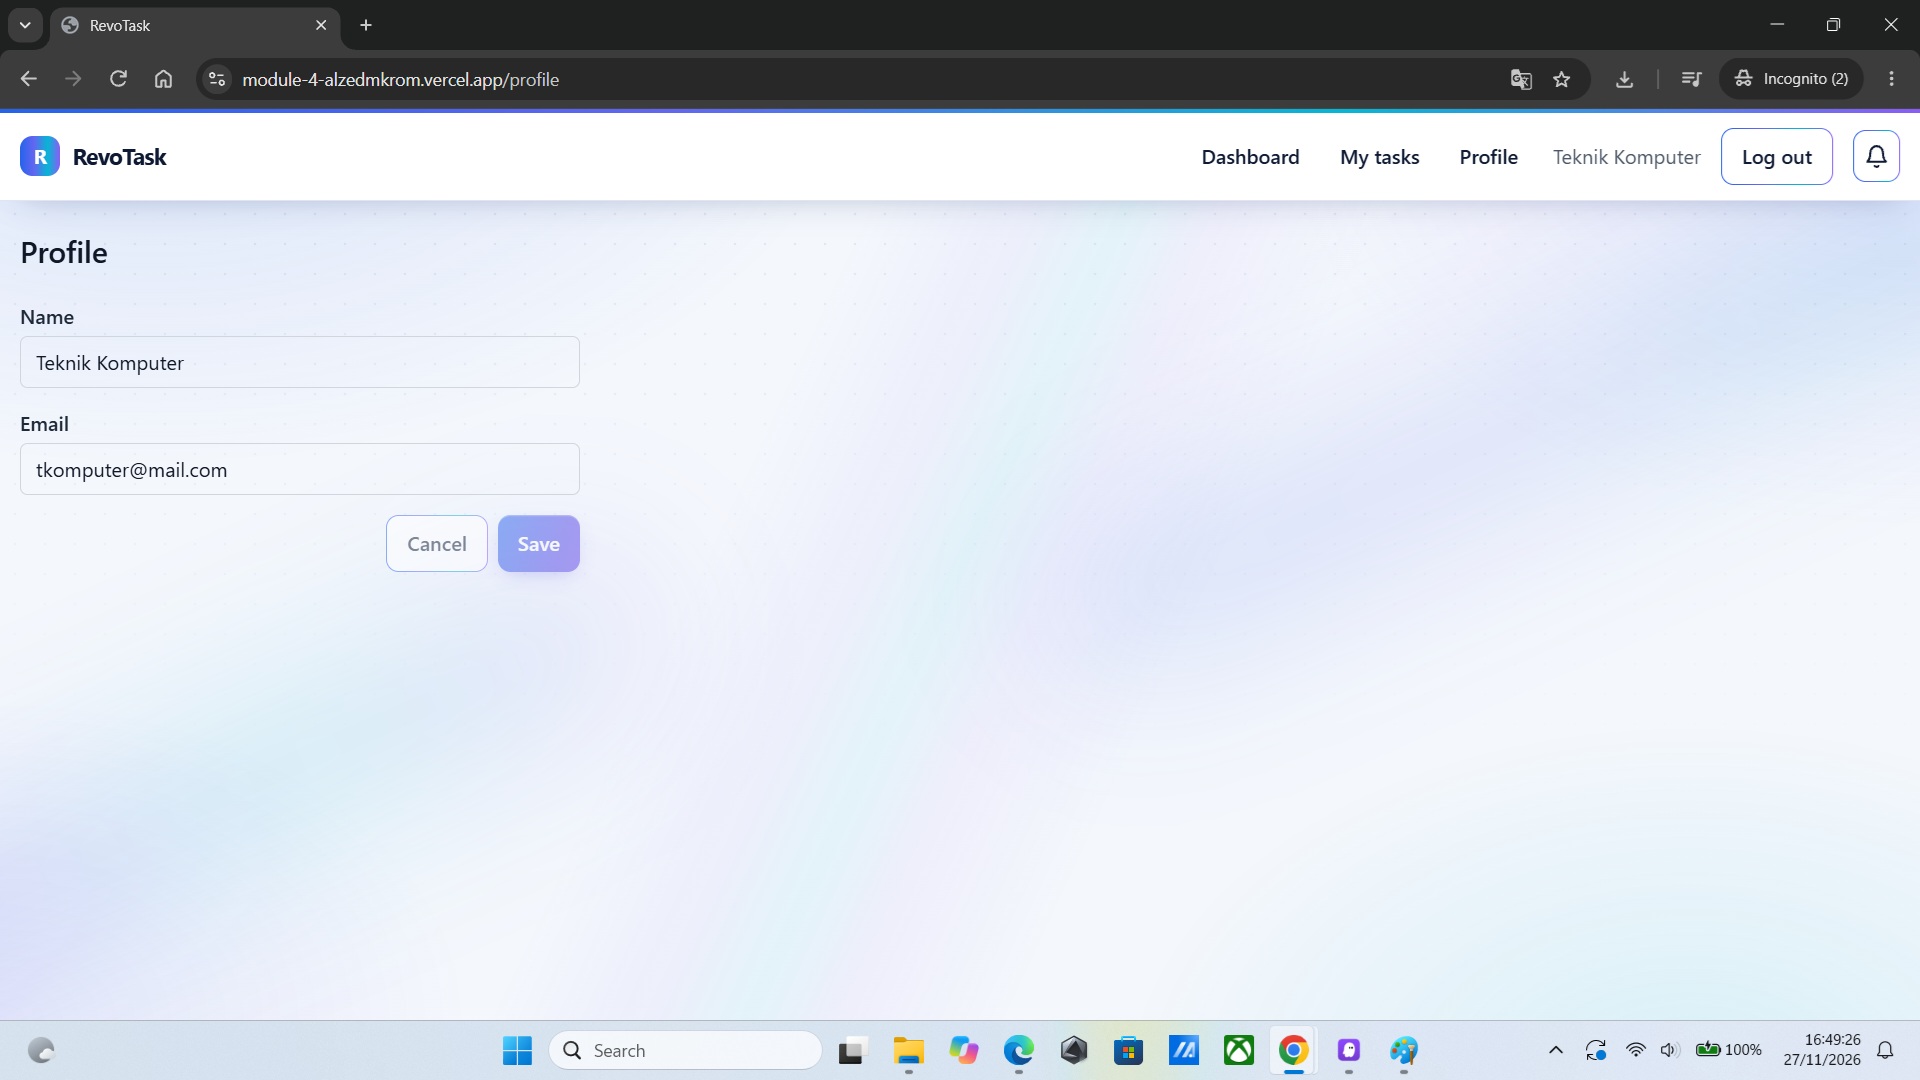 RevoTask
module-4-alzedmkrom.vercel.app/profile
Incognito (2)
R RevoTask
Dashboard My tasks Profile Teknik Komputer Log out
Profile
Name
Teknik Komputer
Email
tkomputer@mail.com
Cancel Save
Search
100%
16:49:26
27/11/2026